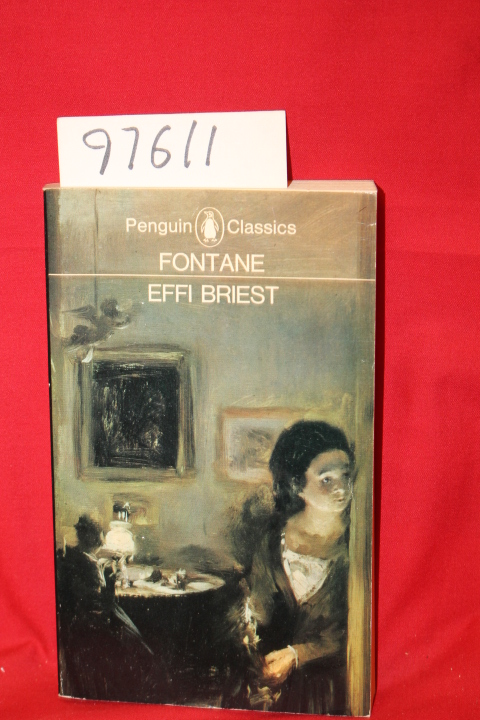 97611
Penguin Classics
FONTANE
EFFI BRIEST